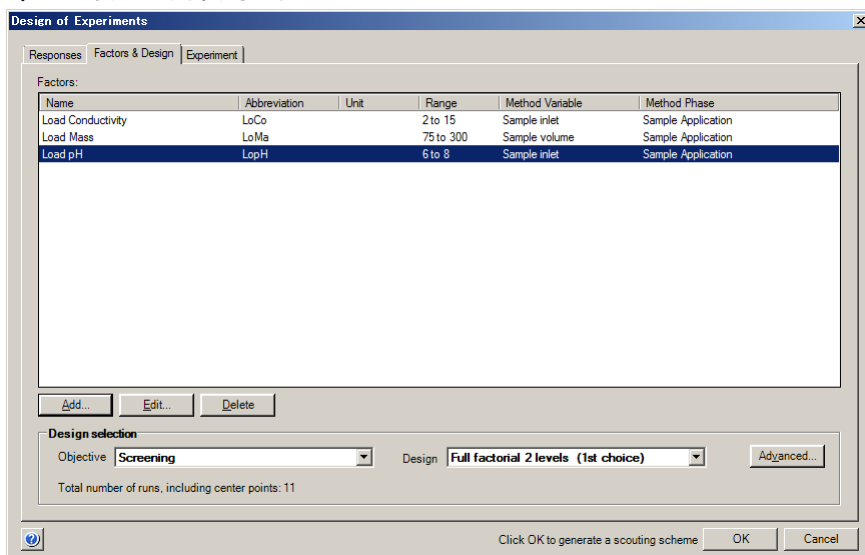 Design of Experiments
Responses Factors & Design Experiment
Factors:
Name Abbreviation Unit Range Method Variable Method Phase
Load Conductivity LoCo 2 to 15 Sample inlet Sample Application
Load Mass LoMa 75 to 300 Sample volume Sample Application
Load pH LopH 6 to 8 Sample inlet Sample Application
Add... Edit... Delete
Design selection
Objective Screening Design Full factorial 2 levels (1st choice) Advanced...
Total number of runs, including center points: 11
Click OK to generate a scouting scheme OK Cancel